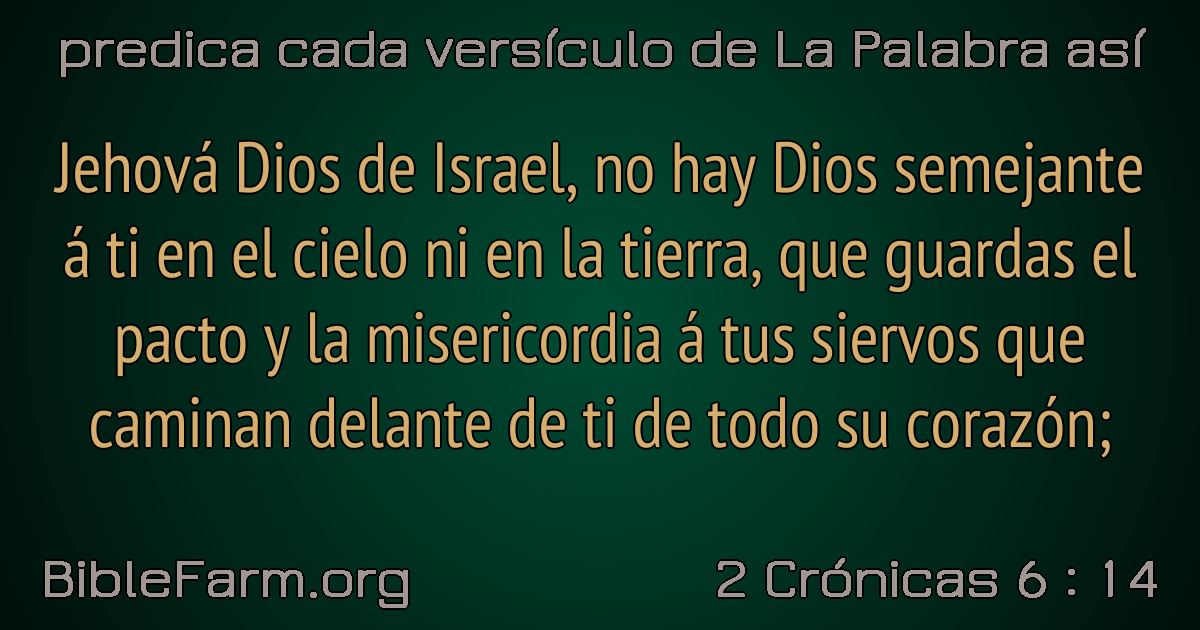 predica cada versículo de La Palabra así
Jehová Dios de Israel, no hay Dios semejante
á ti en el cielo ni en la tierra, que guardas el
pacto y la misericordia á tus siervos que
caminan delante de ti de todo su corazón;
BibleFarm.org
2 Crónicas 6 : 14